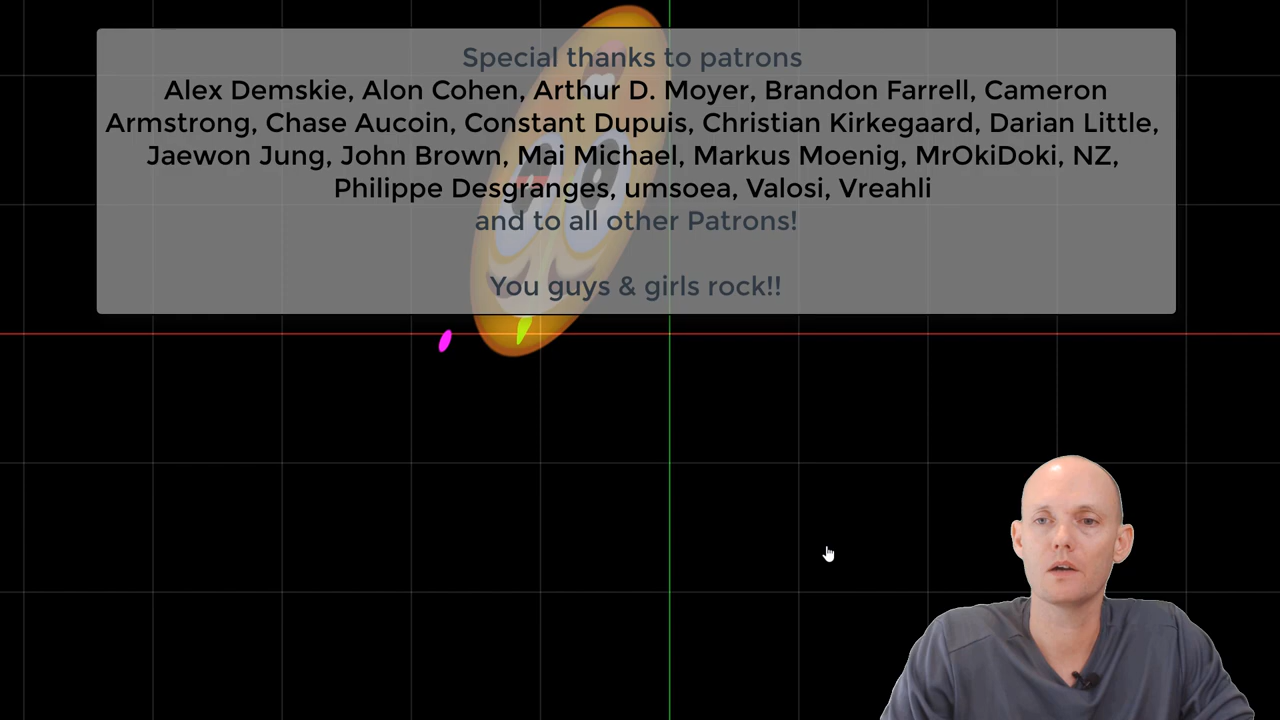 Special thanks to patrons
Alex Demskie, Alon Cohen, Arthur D. Moyer, Brandon Farrell, Cameron
Armstrong, Chase Aucoin, Constant Dupuis, Christian Kirkegaard, Darian Little,
Jaewon Jung, John Brown, Mai Michael, Markus Moenig, MrOkiDoki, NZ,
Philippe Desgranges, umsoea, Valosi, Vreahli
and to all other Patrons!
You guys & girls rock!!